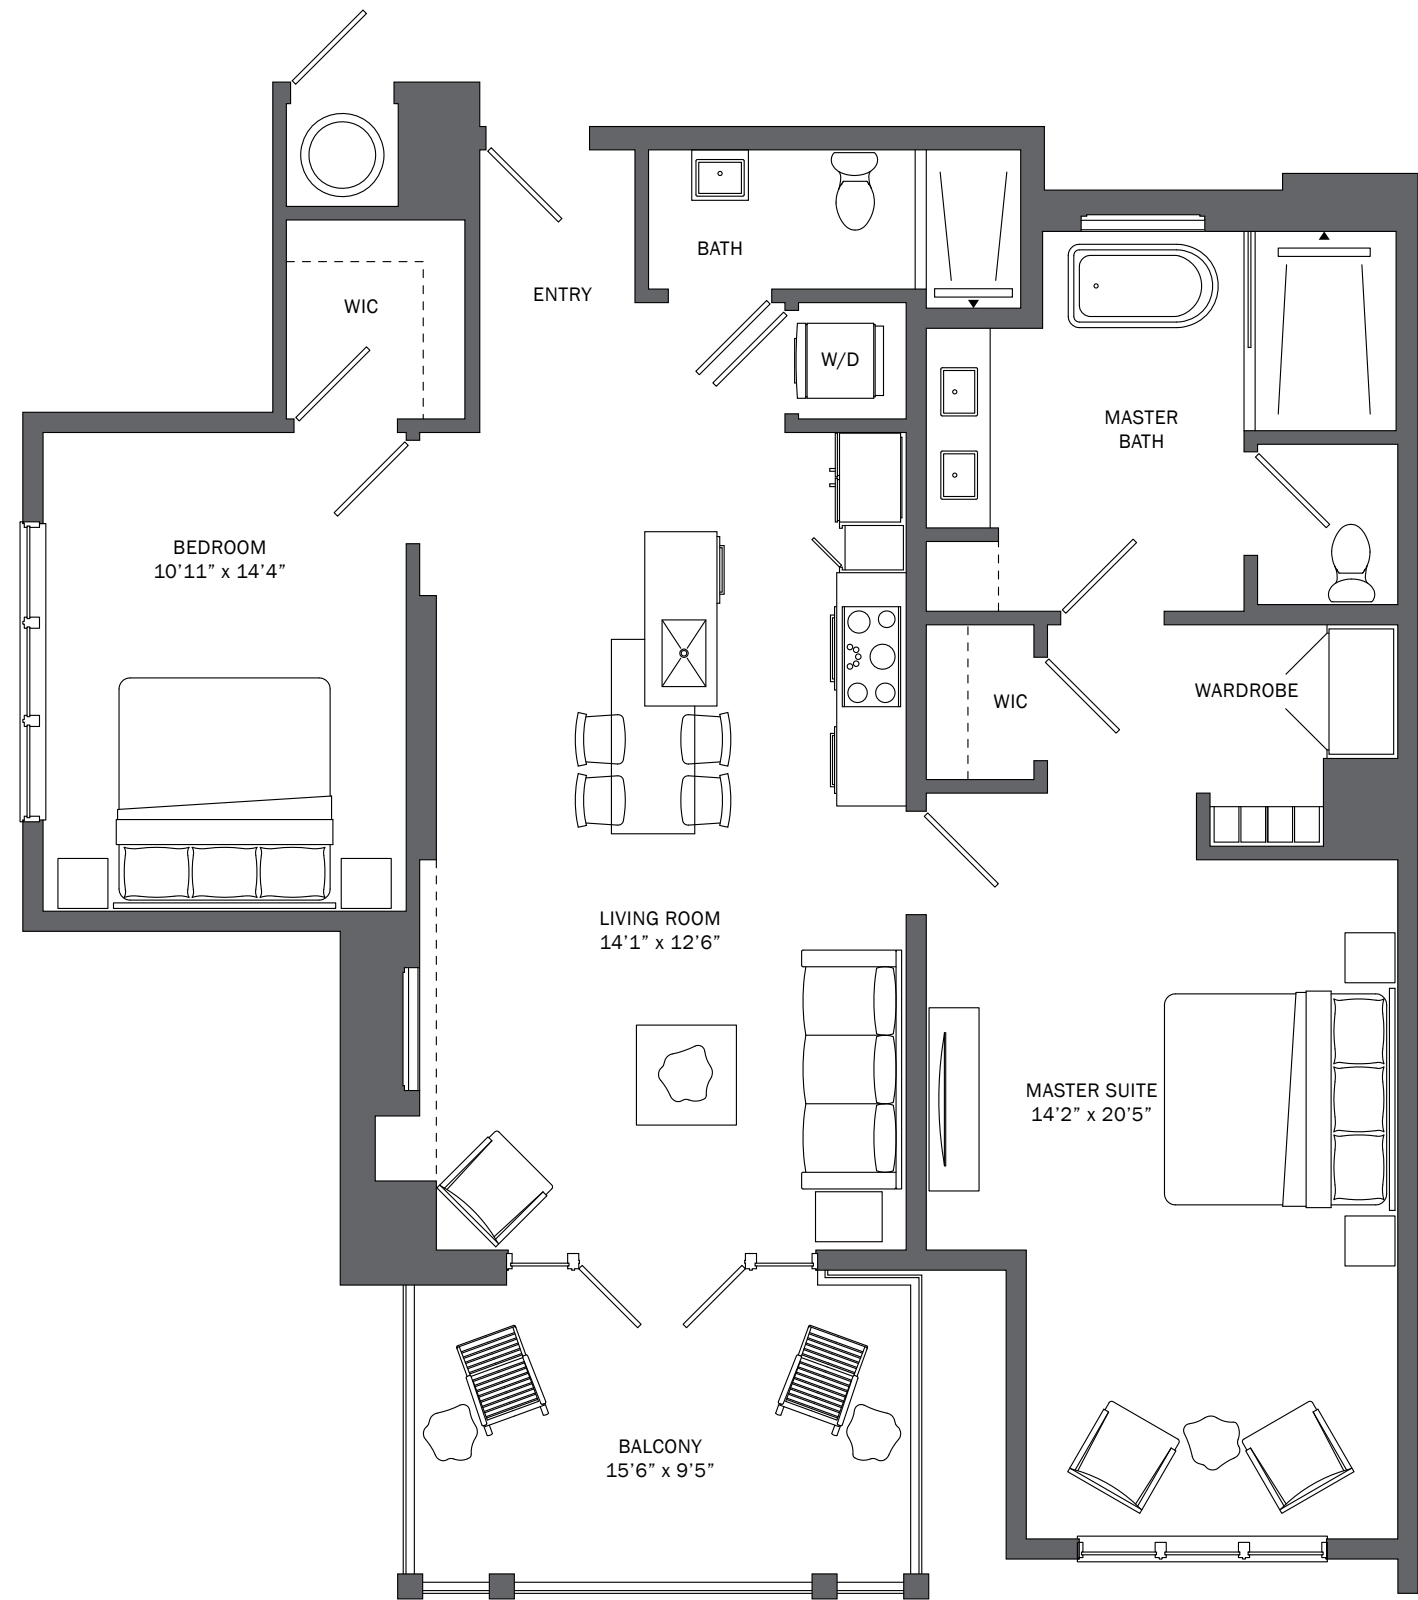 BATH
ENTRY
WIC
W/D
MASTER
BATH
BEDROOM
10’11” x 14’4”
WIC
WARDROBE
LIVING ROOM
14’1” x 12’6”
MASTER SUITE
14’2” x 20’5”
BALCONY
15’6” x 9’5”